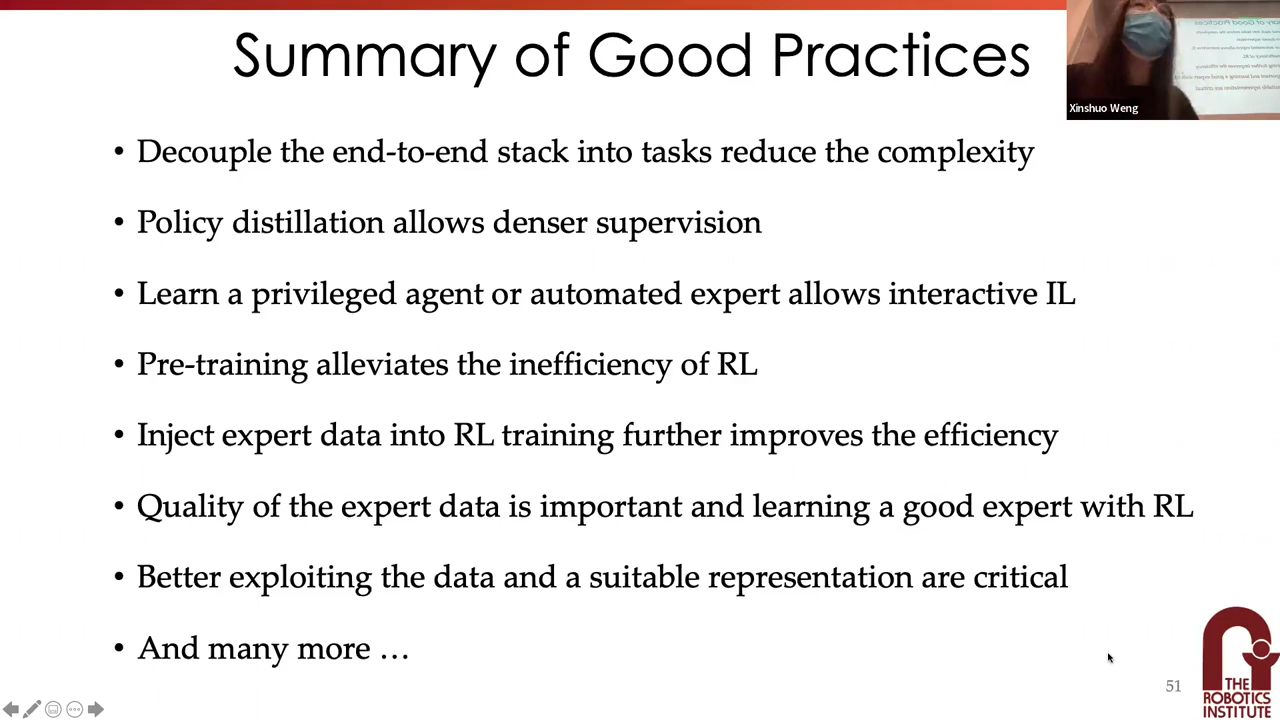 Summary of Good Practices
Xinshuo Weng
• Decouple the end-to-end stack into tasks reduce the complexity
• Policy distillation allows denser supervision
• Learn a privileged agent or automated expert allows interactive IL
• Pre-training alleviates the inefficiency of RL
• Inject expert data into RL training further improves the efficiency
• Quality of the expert data is important and learning a good expert with RL
• Better exploiting the data and a suitable representation are critical
• And many more …
51
THE
ROBOTICS
INSTITUTE